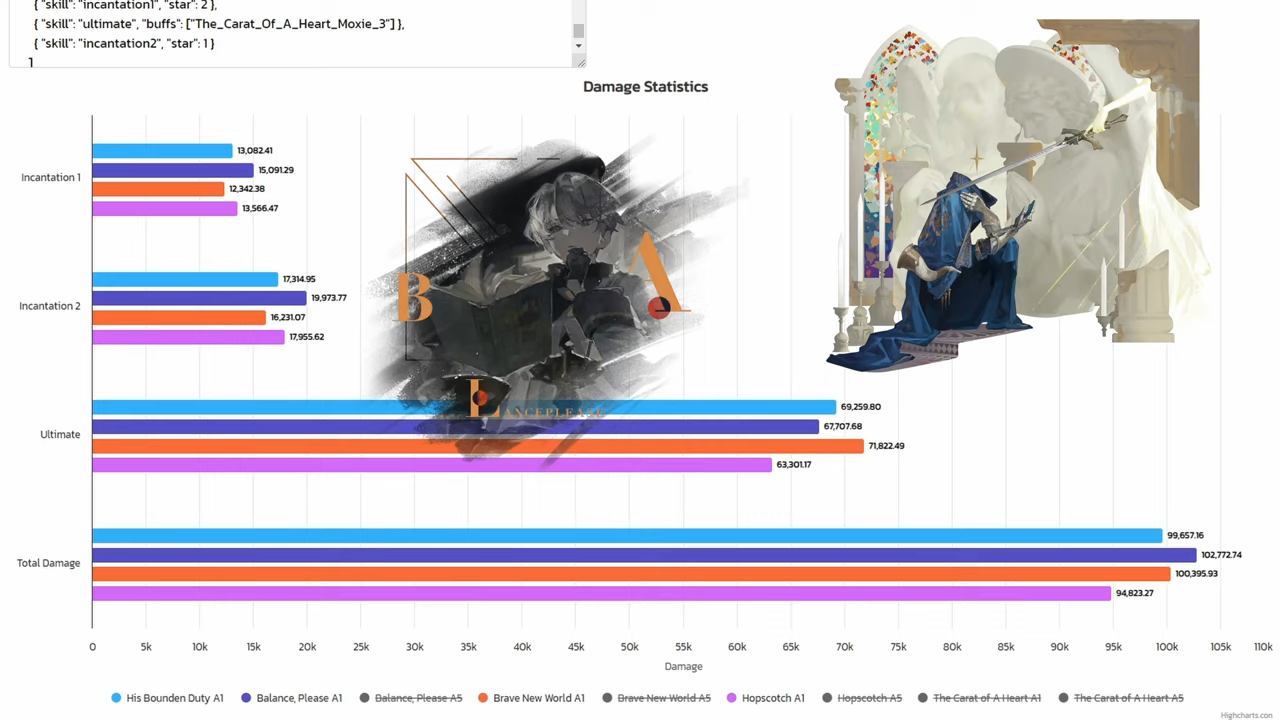 { "skill": "incantation1", "star": 2 },
{ "skill": "ultimate", "buffs": ["The_Carat_Of_A_Heart_Moxie_3"] },
{ "skill": "incantation2", "star": 1 }
]
Damage Statistics
Incantation 1
13,082.41
15,091.29
12,342.38
13,566.47
Incantation 2
17,314.95
19,973.77
16,231.07
17,955.62
B A
L ANCEPLEASE
Ultimate
69,259.80
67,707.68
71,822.49
63,301.17
Total Damage
99,657.16
102,772.74
100,395.93
94,823.27
0 5k 10k 15k 20k 25k 30k 35k 40k 45k 50k 55k 60k 65k 70k 75k 80k 85k 90k 95k 100k 105k 110k
Damage
His Bounden Duty A1 Balance, Please A1 Balance, Please A5 Brave New World A1 Brave New World A5 Hopscotch A1 Hopscotch A5 The Carat of A Heart A1 The Carat of A Heart A5
Highcharts.con